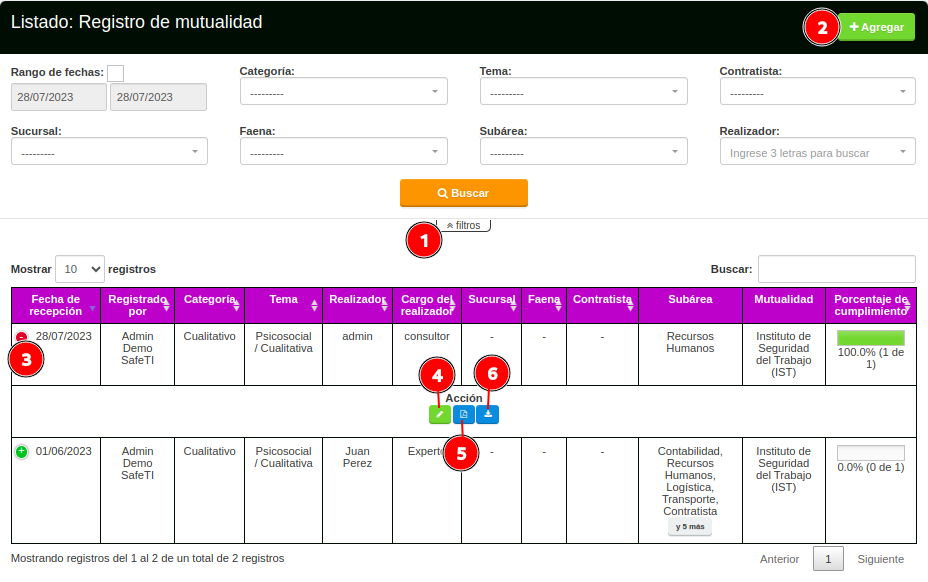 Listado: Registro de mutualidad
2
Agregar
Rango de fechas:
Categoría:
Tema:
Contratista:
28/07/2023
28/07/2023
---------
---------
---------
Sucursal:
Faena:
Subárea:
Realizador:
---------
---------
---------
Ingrese 3 letras para buscar
Buscar
filtros
1
Mostrar 10 registros
Buscar:
Fecha de recepción
Registrado por
Categoría
Tema
Realizador
Cargo del realizador
Sucursal
Faena
Contratista
Subárea
Mutualidad
Porcentaje de cumplimiento
28/07/2023
Admin
Demo
SafeTI
Cualitativo
Psicosocial
/ Cualitativa
admin
consultor
-
-
-
Recursos
Humanos
Instituto de
Seguridad
del Trabajo
(IST)
100.0% (1 de
1)
3
4
6
Acción
5
01/06/2023
Admin
Demo
SafeTI
Cualitativo
Psicosocial
/ Cualitativa
Juan
Perez
Experto
-
-
-
Contabilidad,
Recursos
Humanos,
Logística,
Transporte,
Contratista
y 5 más
Instituto de
Seguridad
del Trabajo
(IST)
0.0% (0 de 1)
Mostrando registros del 1 al 2 de un total de 2 registros
Anterior
1
Siguiente